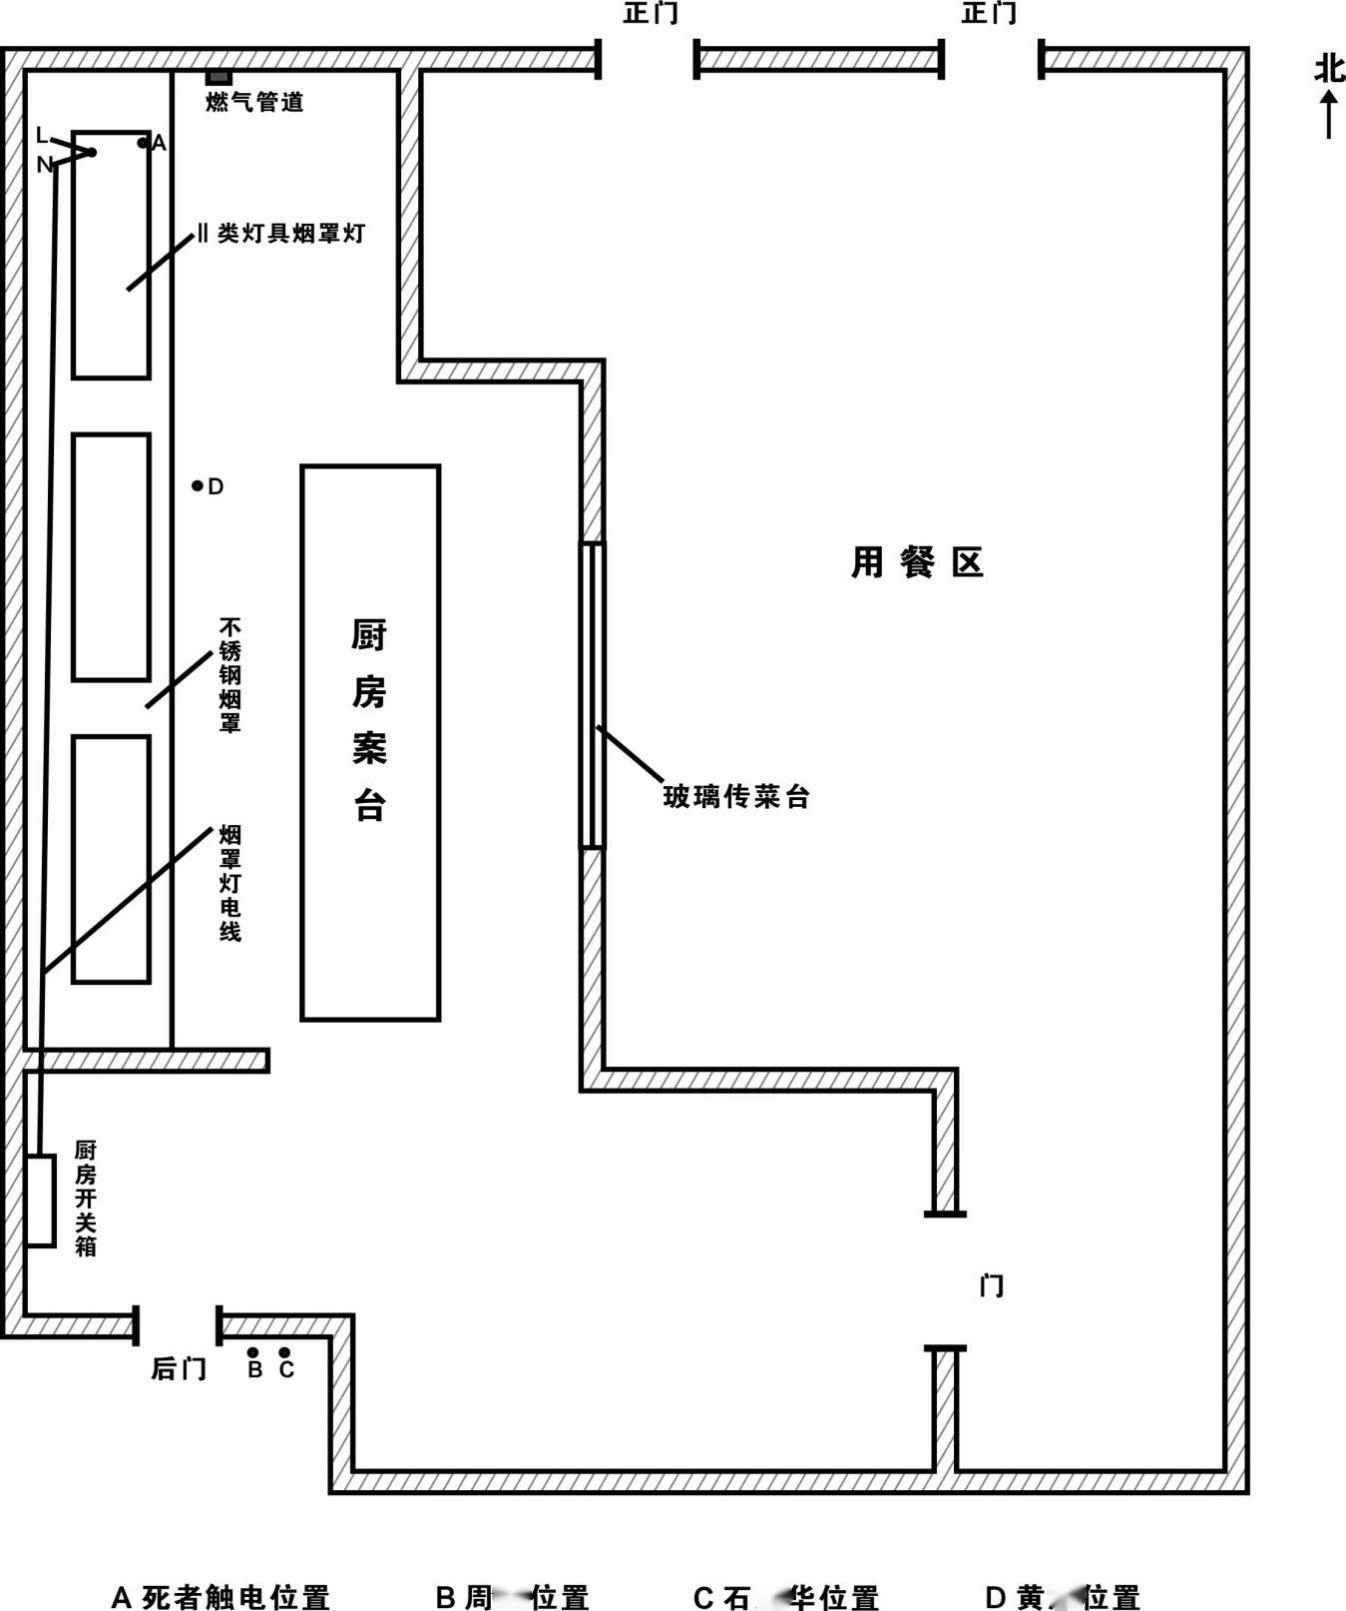 正门 正门
北
燃气管道
L
A
N
Ⅱ类灯具烟罩灯
D
用餐区
不锈钢烟罩
厨房案台
玻璃传菜台
烟罩灯电线
厨房开关箱
门
后门 B C
A 死者触电位置 B 周 位置 C 石 华位置 D 黄 位置